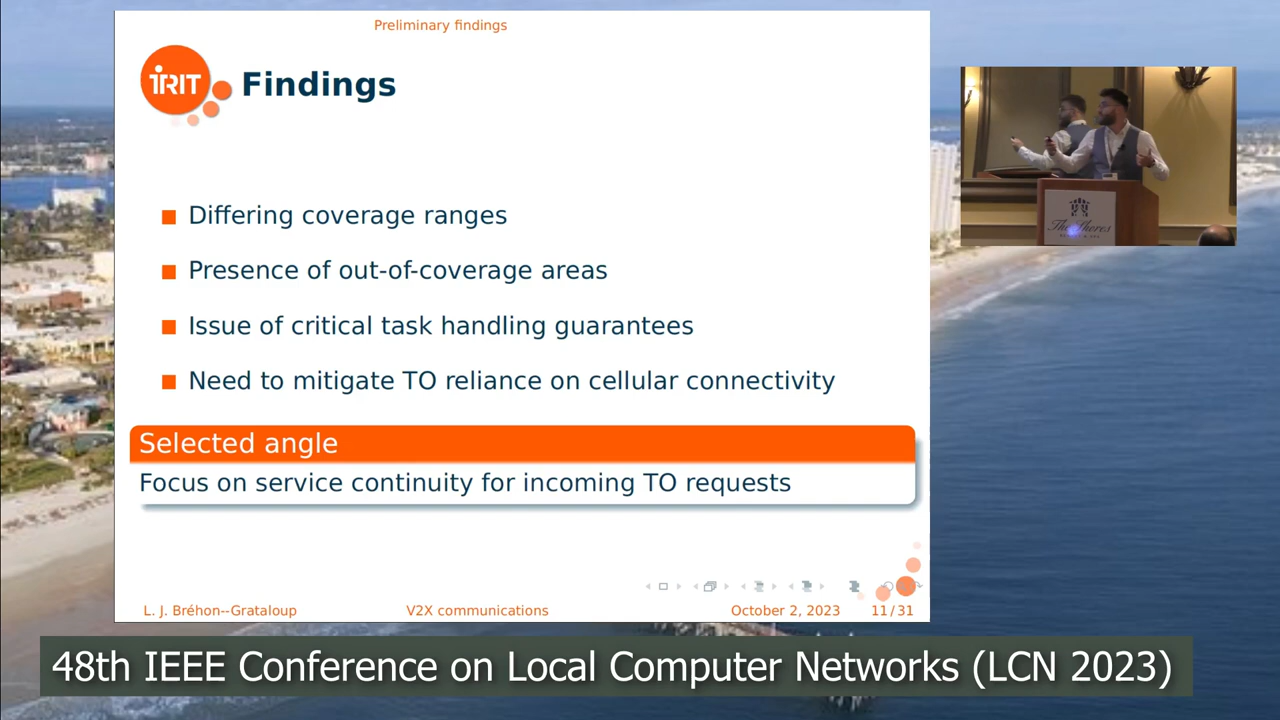 Preliminary findings
iRIT
Findings
Differing coverage ranges
Presence of out-of-coverage areas
Issue of critical task handling guarantees
Need to mitigate TO reliance on cellular connectivity
Selected angle
Focus on service continuity for incoming TO requests
L. J. Bréhon--Grataloup
V2X communications
October 2, 2023
11/31
The Shores
48th IEEE Conference on Local Computer Networks (LCN 2023)